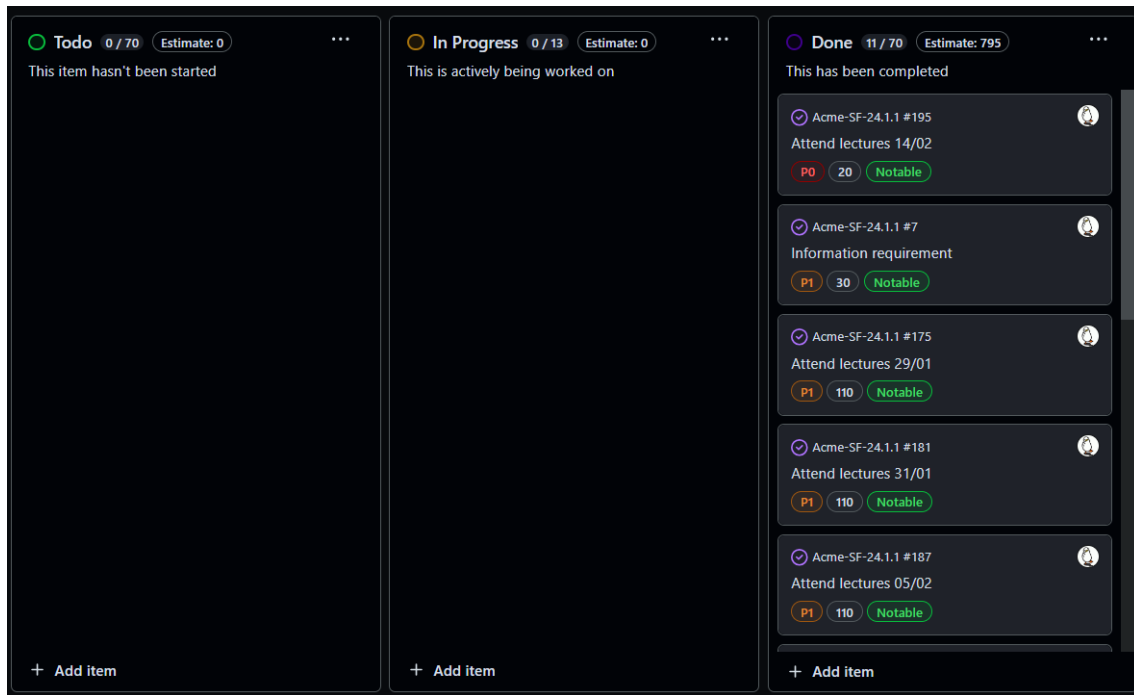 Todo 0 / 70 Estimate: 0
This item hasn't been started
+ Add item
In Progress 0 / 13 Estimate: 0
This is actively being worked on
+ Add item
Done 11 / 70 Estimate: 795
This has been completed
Acme-SF-24.1.1 #195
Attend lectures 14/02
P0 20 Notable
Acme-SF-24.1.1 #7
Information requirement
P1 30 Notable
Acme-SF-24.1.1 #175
Attend lectures 29/01
P1 110 Notable
Acme-SF-24.1.1 #181
Attend lectures 31/01
P1 110 Notable
Acme-SF-24.1.1 #187
Attend lectures 05/02
P1 110 Notable
+ Add item